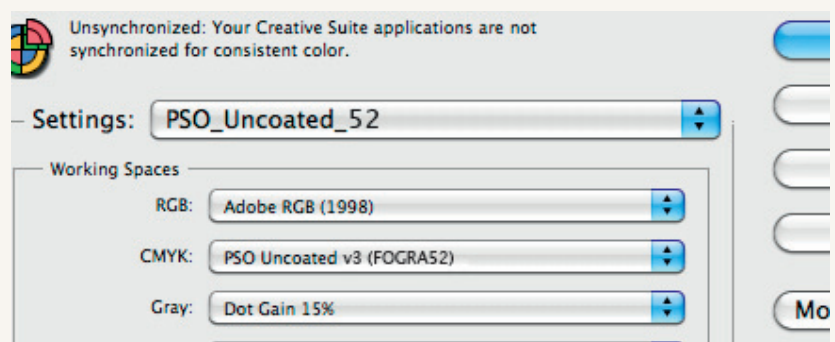 Unsynchronized: Your Creative Suite applications are not
synchronized for consistent color.
Settings: PSO_Uncoated_52
Working Spaces
RGB: Adobe RGB (1998)
CMYK: PSO Uncoated v3 (FOGRA52)
Gray: Dot Gain 15%
Mo